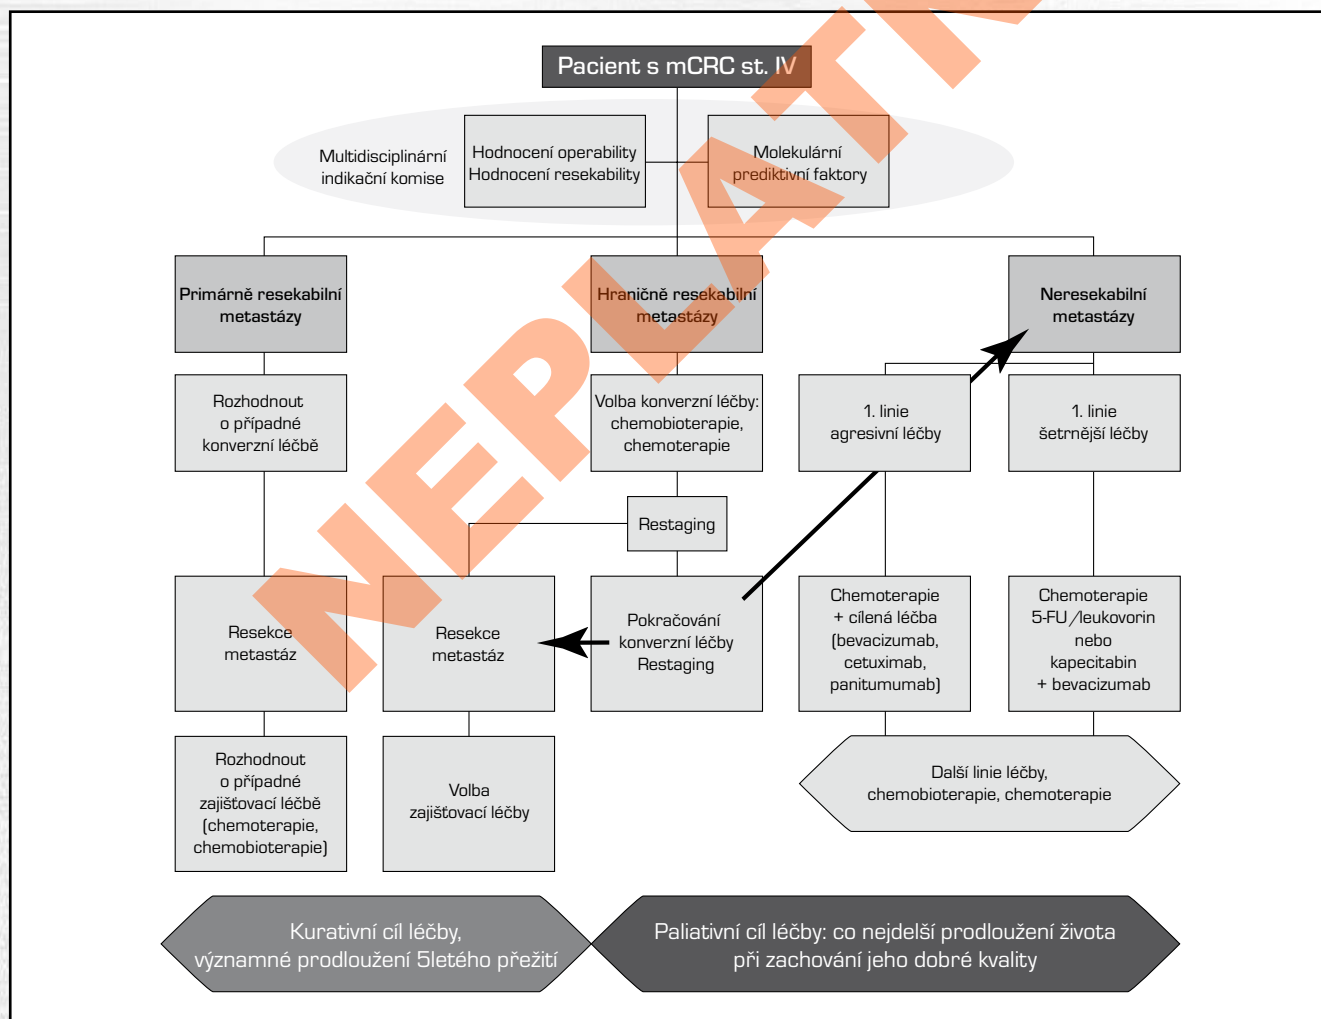 Pacient s mCRC st. IV
Multidisciplinární
indikační komise
Hodnocení operability
Hodnocení resekability
Molekulární
prediktivní faktory
Primárně resekabilní
metastázy
Hraničně resekabilní
metastázy
Neresekabilní
metastázy
Rozhodnout
o případné
konverzní léčbě
Volba konverzní léčby:
chemobioterapie,
chemoterapie
1. linie
agresivní léčby
1. linie
šetrnější léčby
Restaging
Resekce
metastáz
Resekce
metastáz
Pokračování
konverzní léčby
Restaging
Chemoterapie
+ cílená léčba
(bevacizumab,
cetuximab,
panitumumab)
Chemoterapie
5-FU/leukovorin
nebo
kapecitabin
+ bevacizumab
Rozhodnout
o případné
zajišťovací léčbě
(chemoterapie,
chemobioterapie)
Volba
zajišťovací léčby
Další linie léčby,
chemobioterapie, chemoterapie
Kurativní cíl léčby,
významné prodloužení 5letého přežití
Paliativní cíl léčby: co nejdelší prodloužení života
při zachování jeho dobré kvality